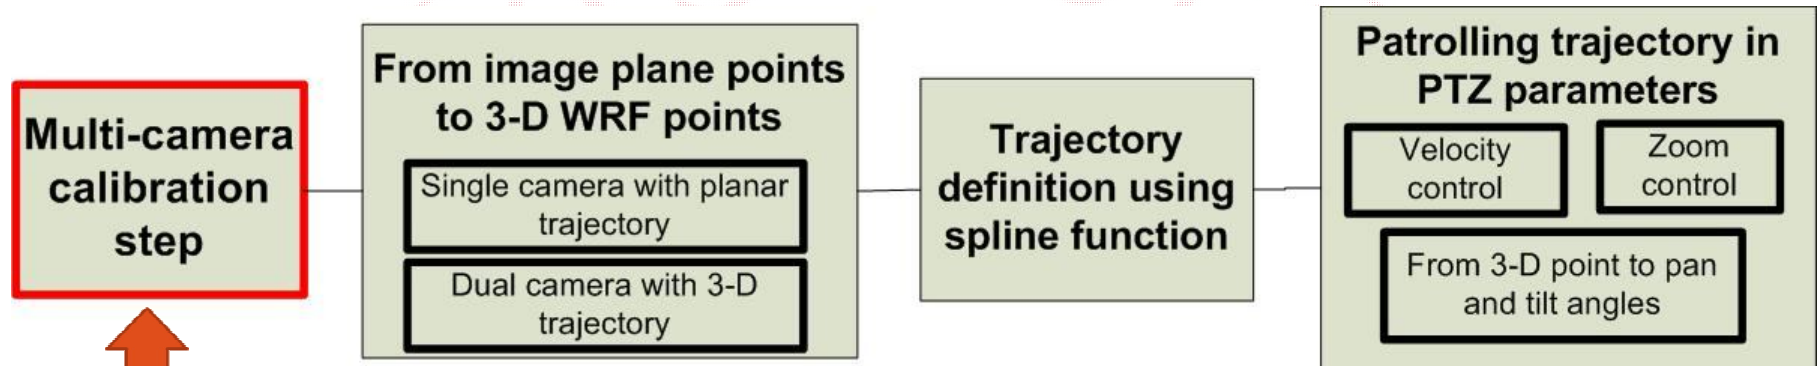 Multi-camera
calibration
step
From image plane points
to 3-D WRF points
Single camera with planar
trajectory
Dual camera with 3-D
trajectory
Trajectory
definition using
spline function
Patrolling trajectory in
PTZ parameters
Velocity
control
Zoom
control
From 3-D point to pan
and tilt angles